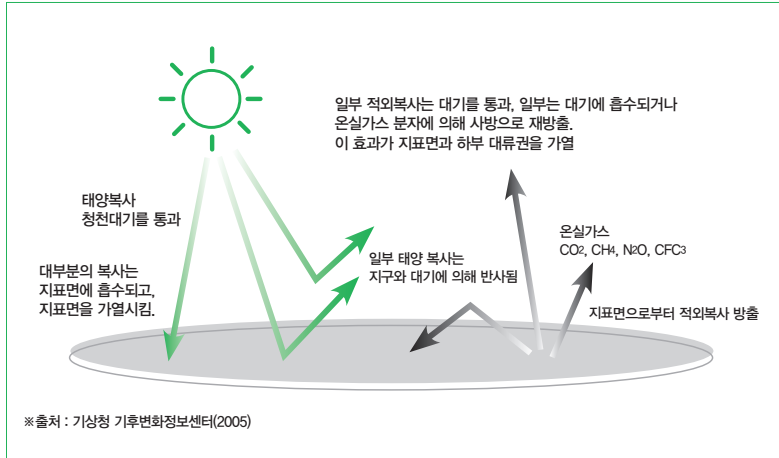 일부 적외복사는 대기를 통과, 일부는 대기에 흡수되거나
온실가스 분자에 의해 사방으로 재방출.
이 효과가 지표면과 하부 대류권을 가열
태양복사
청천대기를 통과
대부분의 복사는
지표면에 흡수되고,
지표면을 가열시킴.
일부 태양 복사는
지구와 대기에 의해 반사됨
온실가스
CO2, CH4, N2O, CFC3
지표면으로부터 적외복사 방출
※출처 : 기상청 기후변화정보센터(2005)